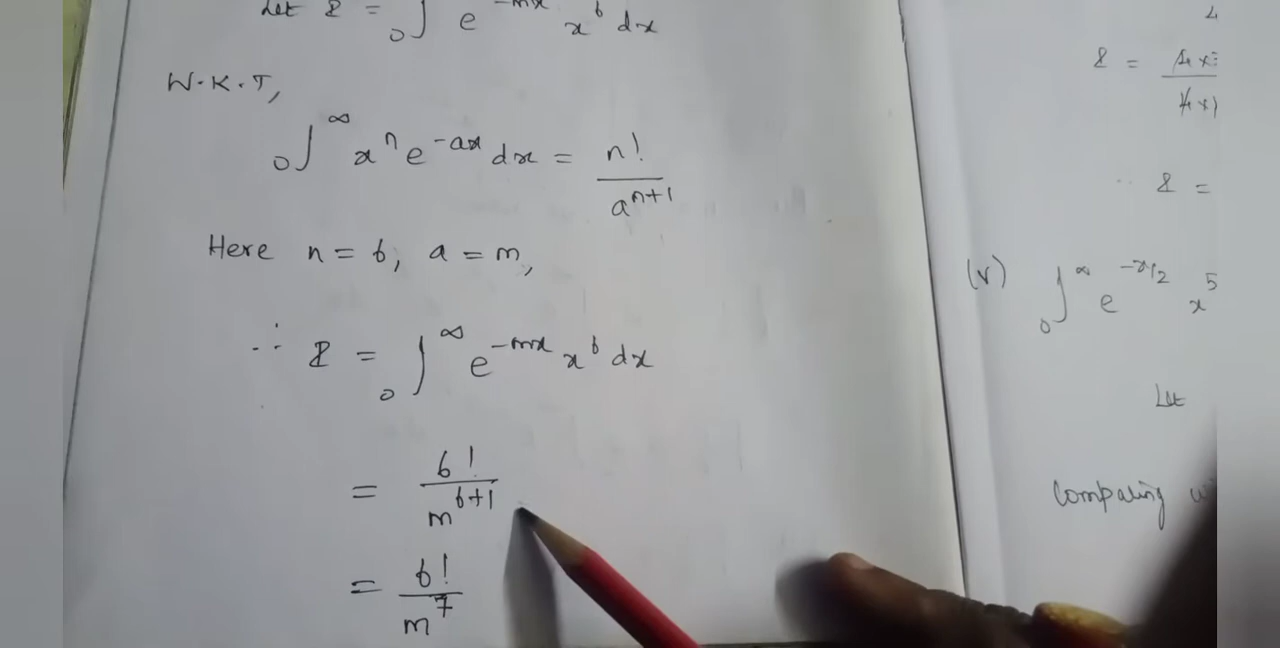 Let I = ₀∫ e^{-mx} x^6 dx
W.K.T,
₀∫^∞ x^n e^{-ax} dx = n! / a^{n+1}
Here n = 6, a = m,
∴ I = ₀∫^∞ e^{-mx} x^6 dx
= 6! / m^{6+1}
= 6! / m^7
I =
I =
(v) ₀∫^∞ e^{-x/2} x^5
Let
Comparing